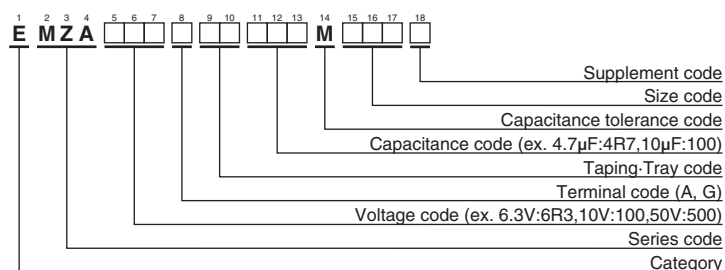 1 2 3 4 5 6 7 8 9 10 11 12 13 14 15 16 17 18
E M Z A M
Supplement code
Size code
Capacitance tolerance code
Capacitance code (ex. 4.7µF:4R7,10µF:100)
Taping·Tray code
Terminal code (A, G)
Voltage code (ex. 6.3V:6R3,10V:100,50V:500)
Series code
Category